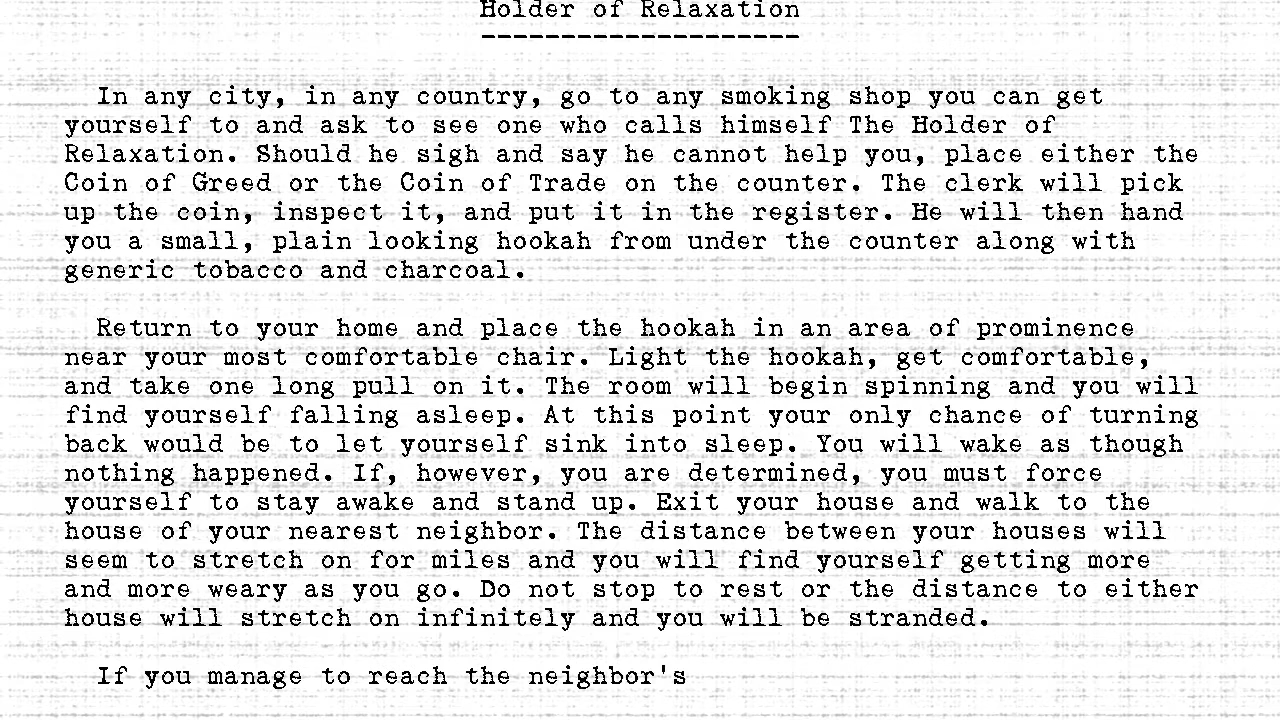 Holder of Relaxation
--------------------
In any city, in any country, go to any smoking shop you can get
yourself to and ask to see one who calls himself The Holder of
Relaxation. Should he sigh and say he cannot help you, place either the
Coin of Greed or the Coin of Trade on the counter. The clerk will pick
up the coin, inspect it, and put it in the register. He will then hand
you a small, plain looking hookah from under the counter along with
generic tobacco and charcoal.
Return to your home and place the hookah in an area of prominence
near your most comfortable chair. Light the hookah, get comfortable,
and take one long pull on it. The room will begin spinning and you will
find yourself falling asleep. At this point your only chance of turning
back would be to let yourself sink into sleep. You will wake as though
nothing happened. If, however, you are determined, you must force
yourself to stay awake and stand up. Exit your house and walk to the
house of your nearest neighbor. The distance between your houses will
seem to stretch on for miles and you will find yourself getting more
and more weary as you go. Do not stop to rest or the distance to either
house will stretch on infinitely and you will be stranded.
If you manage to reach the neighbor's